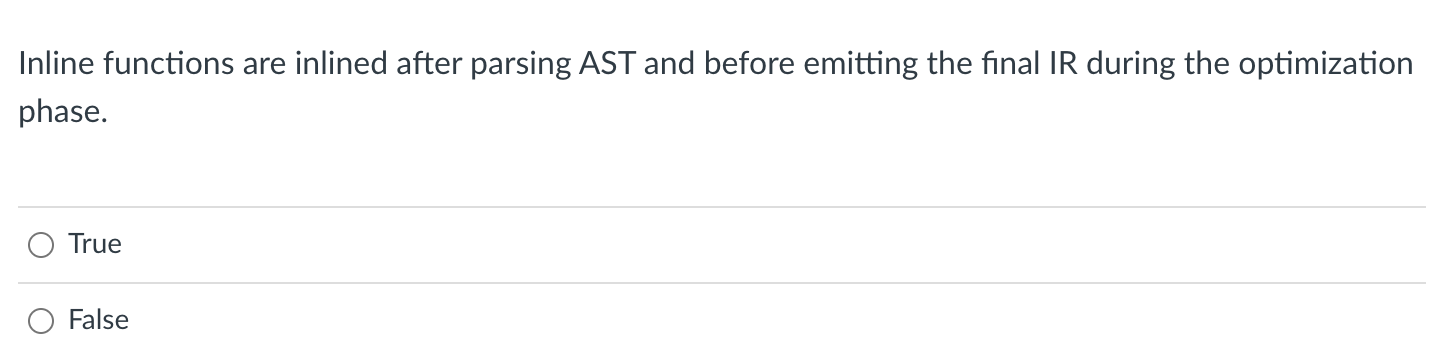 Inline functions are inlined after parsing AST and before emitting the final IR during the optimization
phase.
True
False